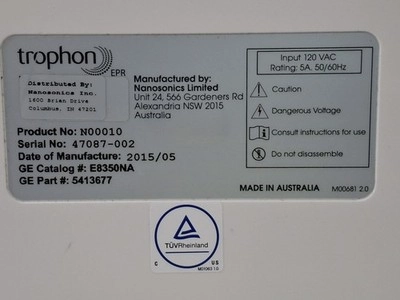 trophon
EPR
Distributed By:
Nanosonics Inc.
1400 Brian Drive
Columbus, IN 47201
Manufactured by:
Nanosonics Limited
Unit 24, 566 Gardeners Rd
Alexandria NSW 2015
Australia
Product No: N00010
Serial No: 47087-002
Date of Manufacture: 2015/05
GE Catalog #: E8350NA
GE Part #: 5413677
Input 120 VAC
Rating: 5A. 50/60Hz
Caution
Dangerous Voltage
Consult instructions for use
Do not disassemble
MADE IN AUSTRALIA
M00681 2.0
TÜVRheinland
C US